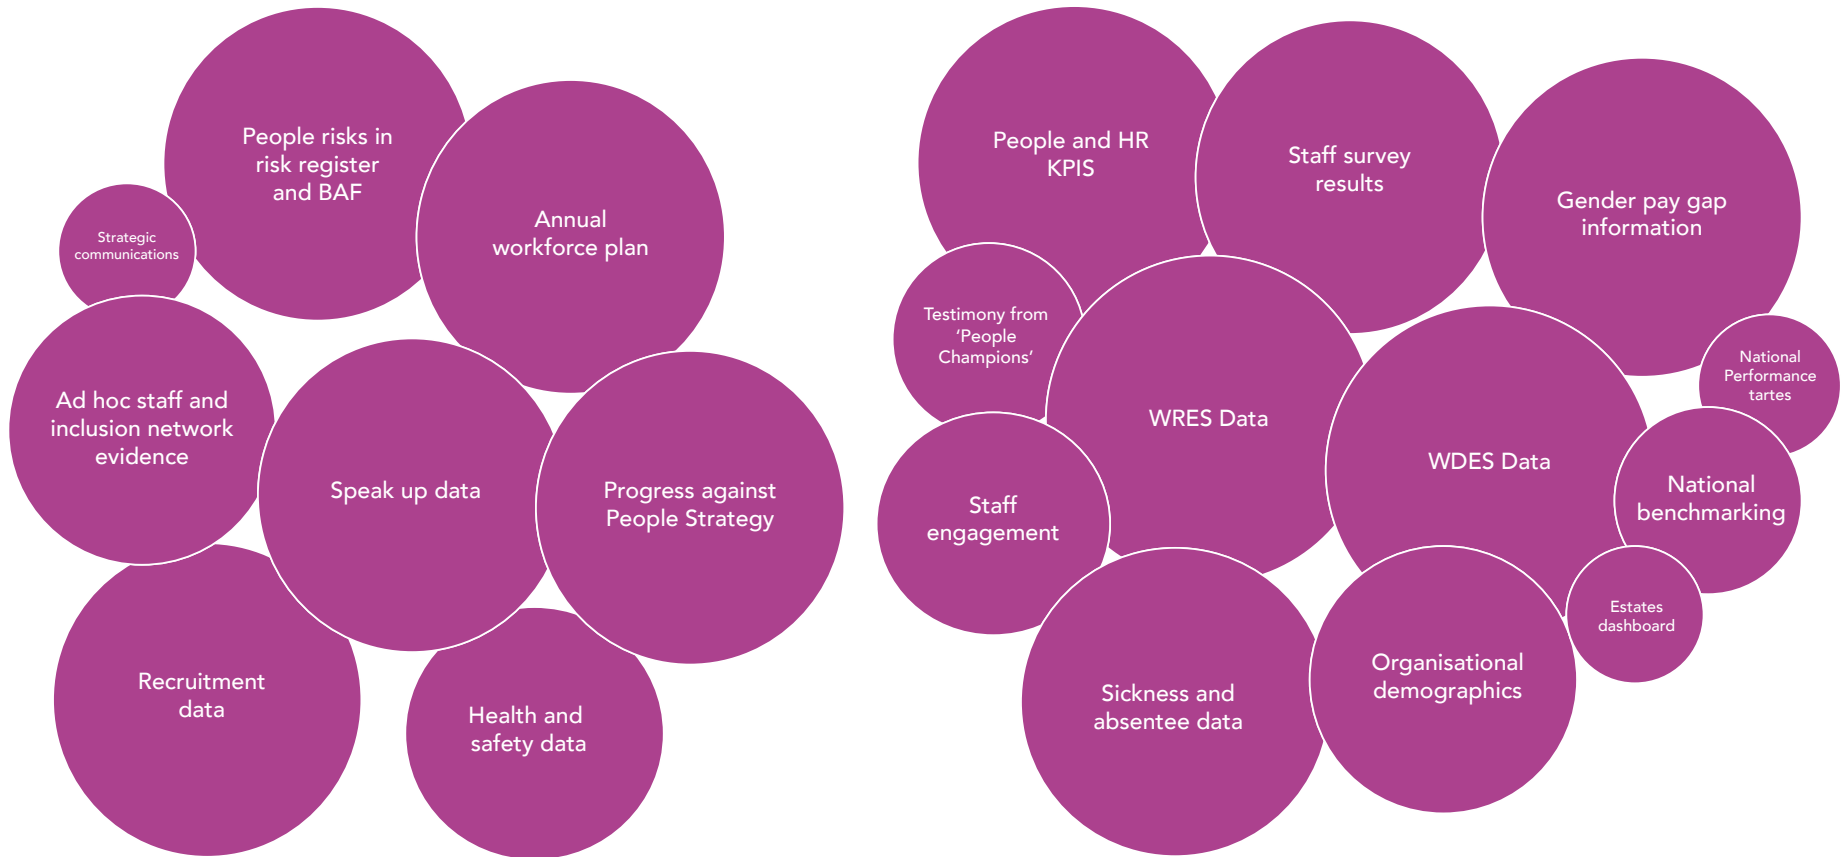 People risks in
risk register
and BAF
Annual
workforce plan
Strategic
communications
Ad hoc staff and
inclusion network
evidence
Speak up data
Progress against
People Strategy
Recruitment
data
Health and
safety data
People and HR
KPIS
Staff survey
results
Gender pay gap
information
Testimony from
‘People
Champions’
WRES Data
WDES Data
National
Performance
tartes
National
benchmarking
Staff
engagement
Estates
dashboard
Sickness and
absentee data
Organisational
demographics